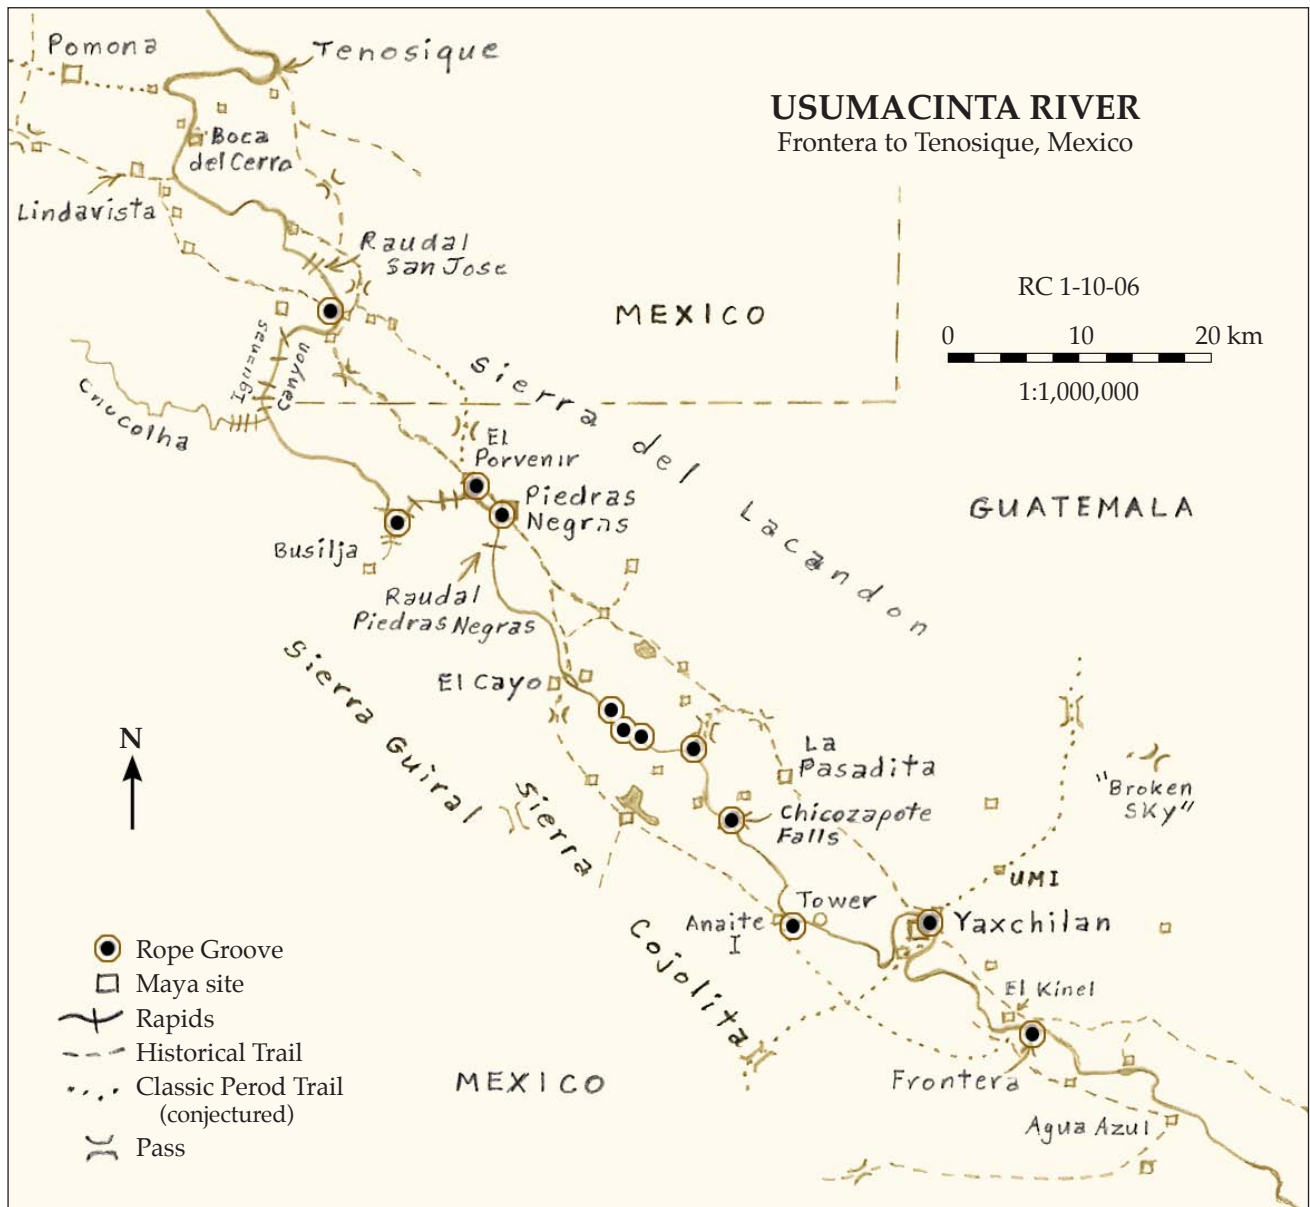 Pomona
Tenosique
USUMACINTA RIVER
Frontera to Tenosique, Mexico
Boca
del Cerro
Lindavista
Raudal
San Jose
RC 1-10-06
MEXICO
0 10 20 km
1:1,000,000
Iguanas
Canyon
Chocolha
Sierra del Lacandon
El
Porvenir
Piedras
Negras
GUATEMALA
Busilja
Raudal
Piedras Negras
Sierra Guiral
El Cayo
N
La
Pasadita
"Broken
Sky"
Sierra
Cojolita
Chicozapote
Falls
UMI
Tower
Anaite
I
Yaxchilan
El Kinel
Frontera
MEXICO
Agua Azul
Rope Groove
Maya site
Rapids
Historical Trail
Classic Perod Trail
(conjectured)
Pass